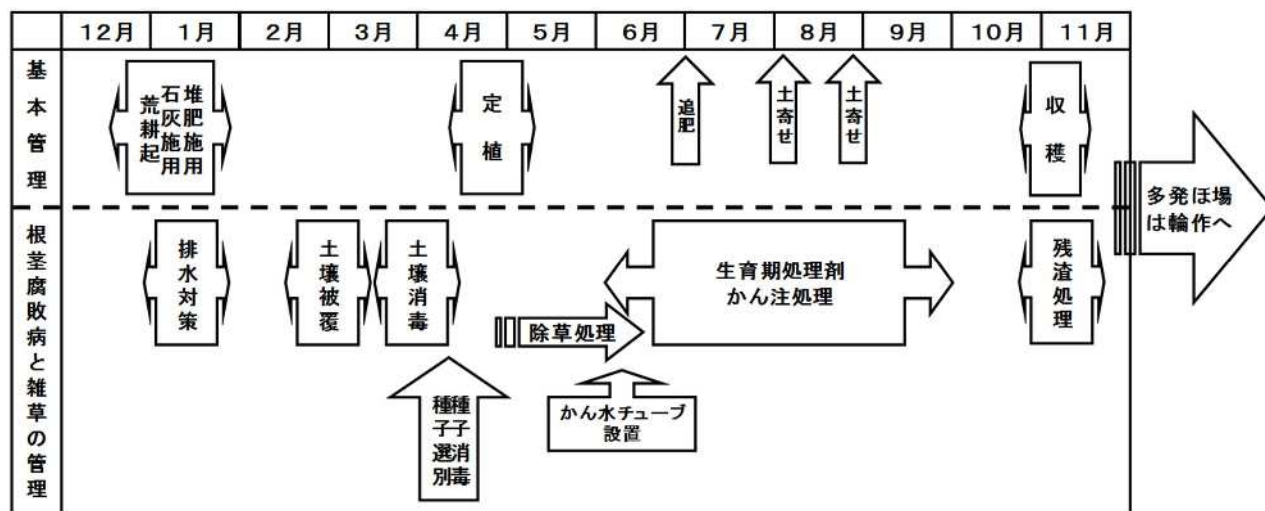 12月 1月 2月 3月 4月 5月 6月 7月 8月 9月 10月 11月
基本管理
堆肥施用
石灰施用
荒耕起
定植
追肥
土寄せ
土寄せ
収穫
多発ほ場
は輪作へ
根茎腐敗病と雑草の管理
排水対策
土壌被覆
土壌消毒
生育期処理剤
かん注処理
残渣処理
除草処理
種子消毒
種子選別
かん水チューブ
設置